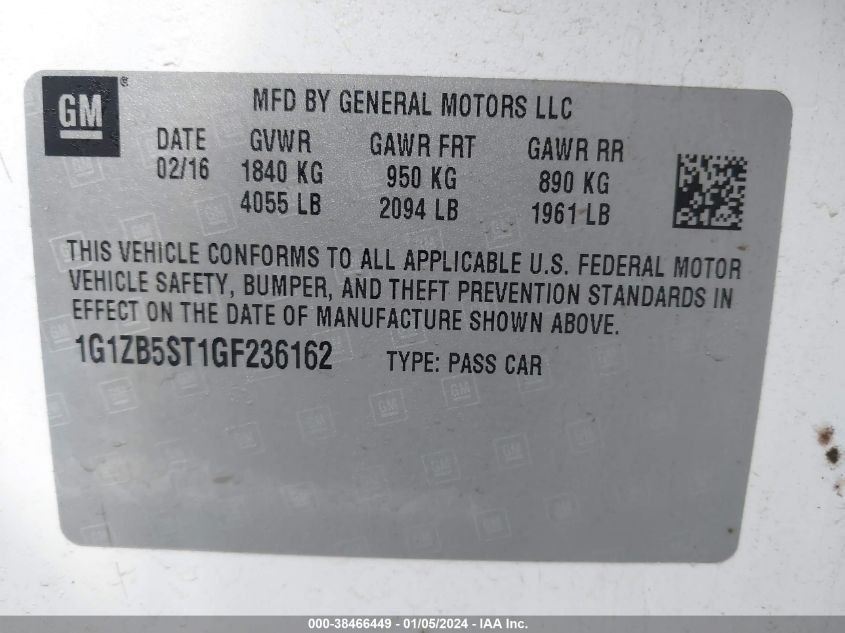 GM ®
MFD BY GENERAL MOTORS LLC
DATE GVWR GAWR FRT GAWR RR
02/16 1840 KG 950 KG 890 KG
4055 LB 2094 LB 1961 LB
THIS VEHICLE CONFORMS TO ALL APPLICABLE U.S. FEDERAL MOTOR
VEHICLE SAFETY, BUMPER, AND THEFT PREVENTION STANDARDS IN
EFFECT ON THE DATE OF MANUFACTURE SHOWN ABOVE.
1G1ZB5ST1GF236162 TYPE: PASS CAR
000-38466449 - 01/05/2024 - IAA Inc.